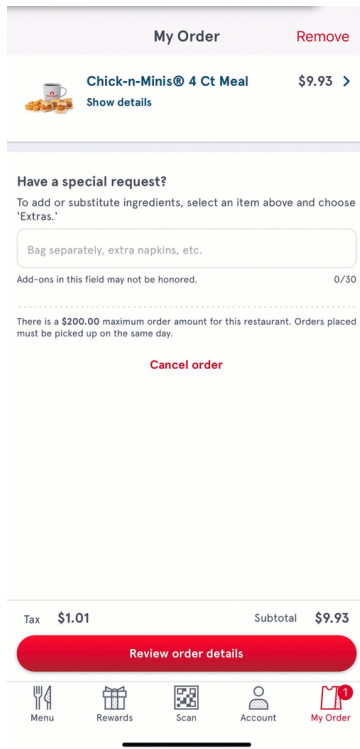 My Order
Remove
Chick-n-Minis® 4 Ct Meal
$9.93
Show details
Have a special request?
To add or substitute ingredients, select an item above and choose
'Extras.'
Bag separately, extra napkins, etc.
Add-ons in this field may not be honored.
0/30
There is a $200.00 maximum order amount for this restaurant. Orders placed
must be picked up on the same day.
Cancel order
Tax $1.01
Subtotal $9.93
Review order details
1
Menu
Rewards
Scan
Account
My Order